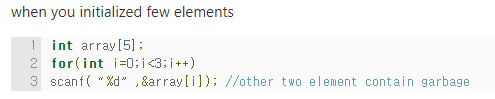 when you initialized few elements
1 int array[5];
2 for(int i=0;i<3;i++)
3 scanf( “%d” ,&array[i]); //other two element contain garbage